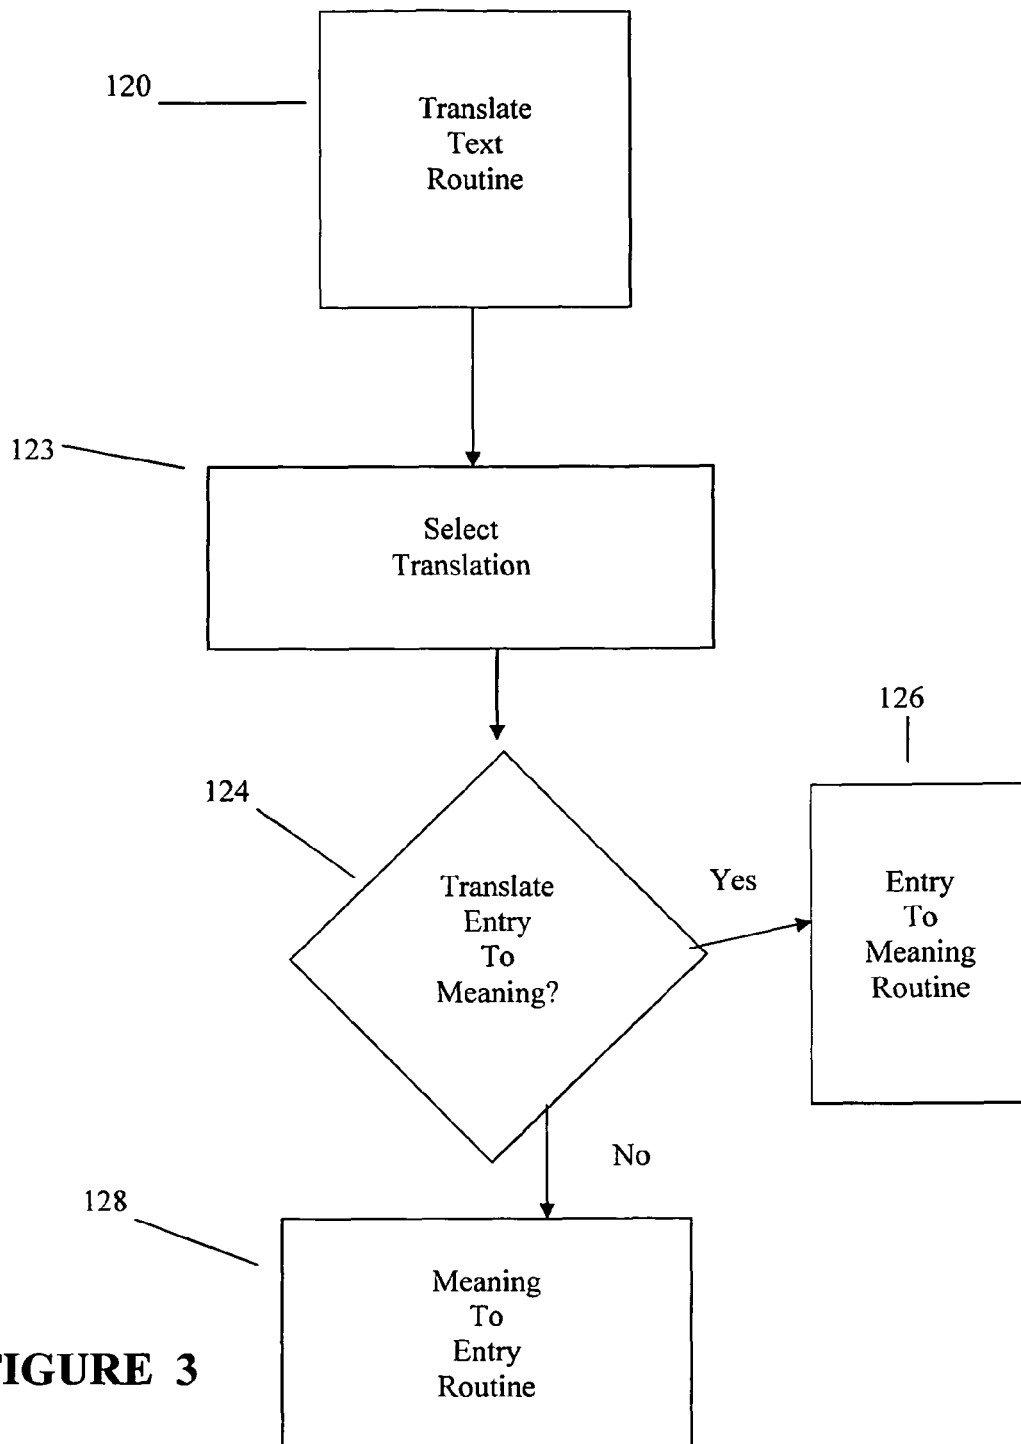 120
Translate
Text
Routine
123
Select
Translation
126
124
Translate
Entry
To
Meaning?
Yes
Entry
To
Meaning
Routine
No
128
Meaning
To
Entry
Routine
FIGURE 3